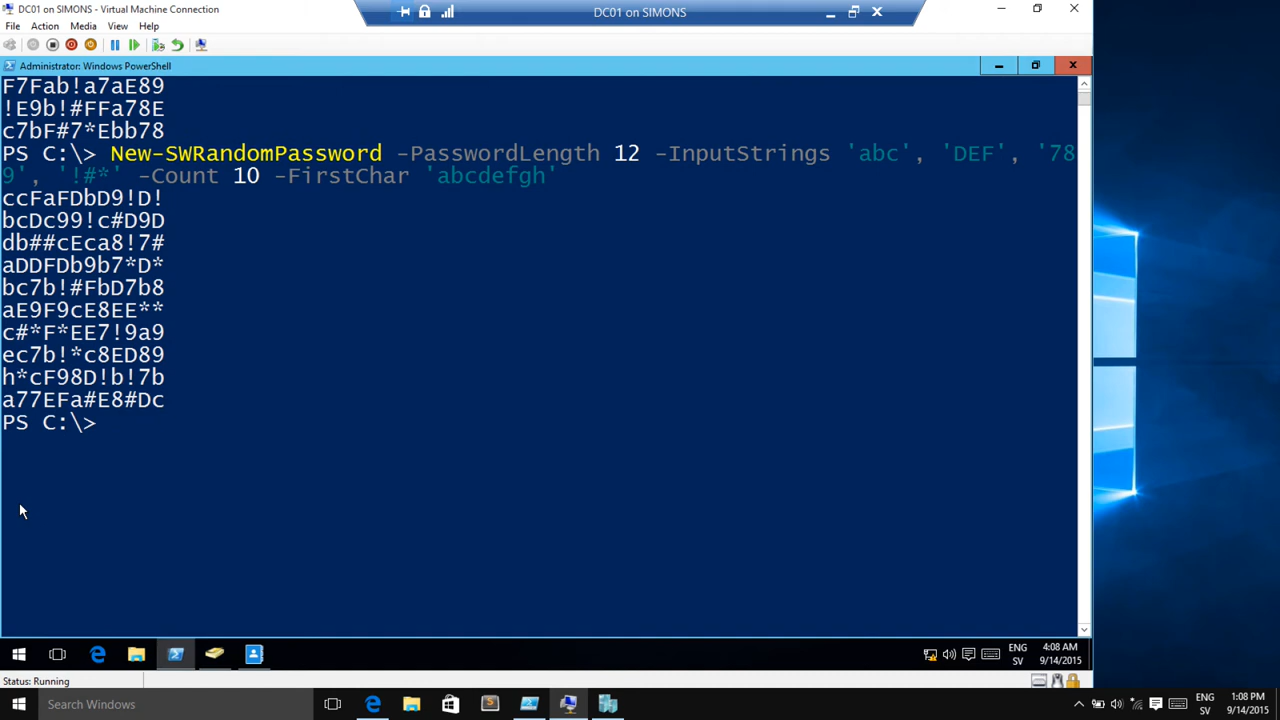 DC01 on SIMONS - Virtual Machine Connection
DC01 on SIMONS
File Action Media View Help
Administrator: Windows PowerShell
F7Fab!a7aE89
!E9b!#FFa78E
c7bF#7*Ebb78
PS C:\> New-SWRandomPassword -PasswordLength 12 -InputStrings 'abc', 'DEF', '78
9', '!#*' -Count 10 -FirstChar 'abcdefgh'
ccFaFDbD9!D!
bcDc99!c#D9D
db##cEca8!7#
aDDFDb9b7*D*
bc7b!#FbD7b8
aE9F9cE8EE**
c#*F*EE7!9a9
ec7b!*c8ED89
h*cF98D!b!7b
a77EFa#E8#Dc
PS C:\>
ENG 4:08 AM
SV 9/14/2015
Status: Running
Search Windows
ENG 1:08 PM
SV 9/14/2015